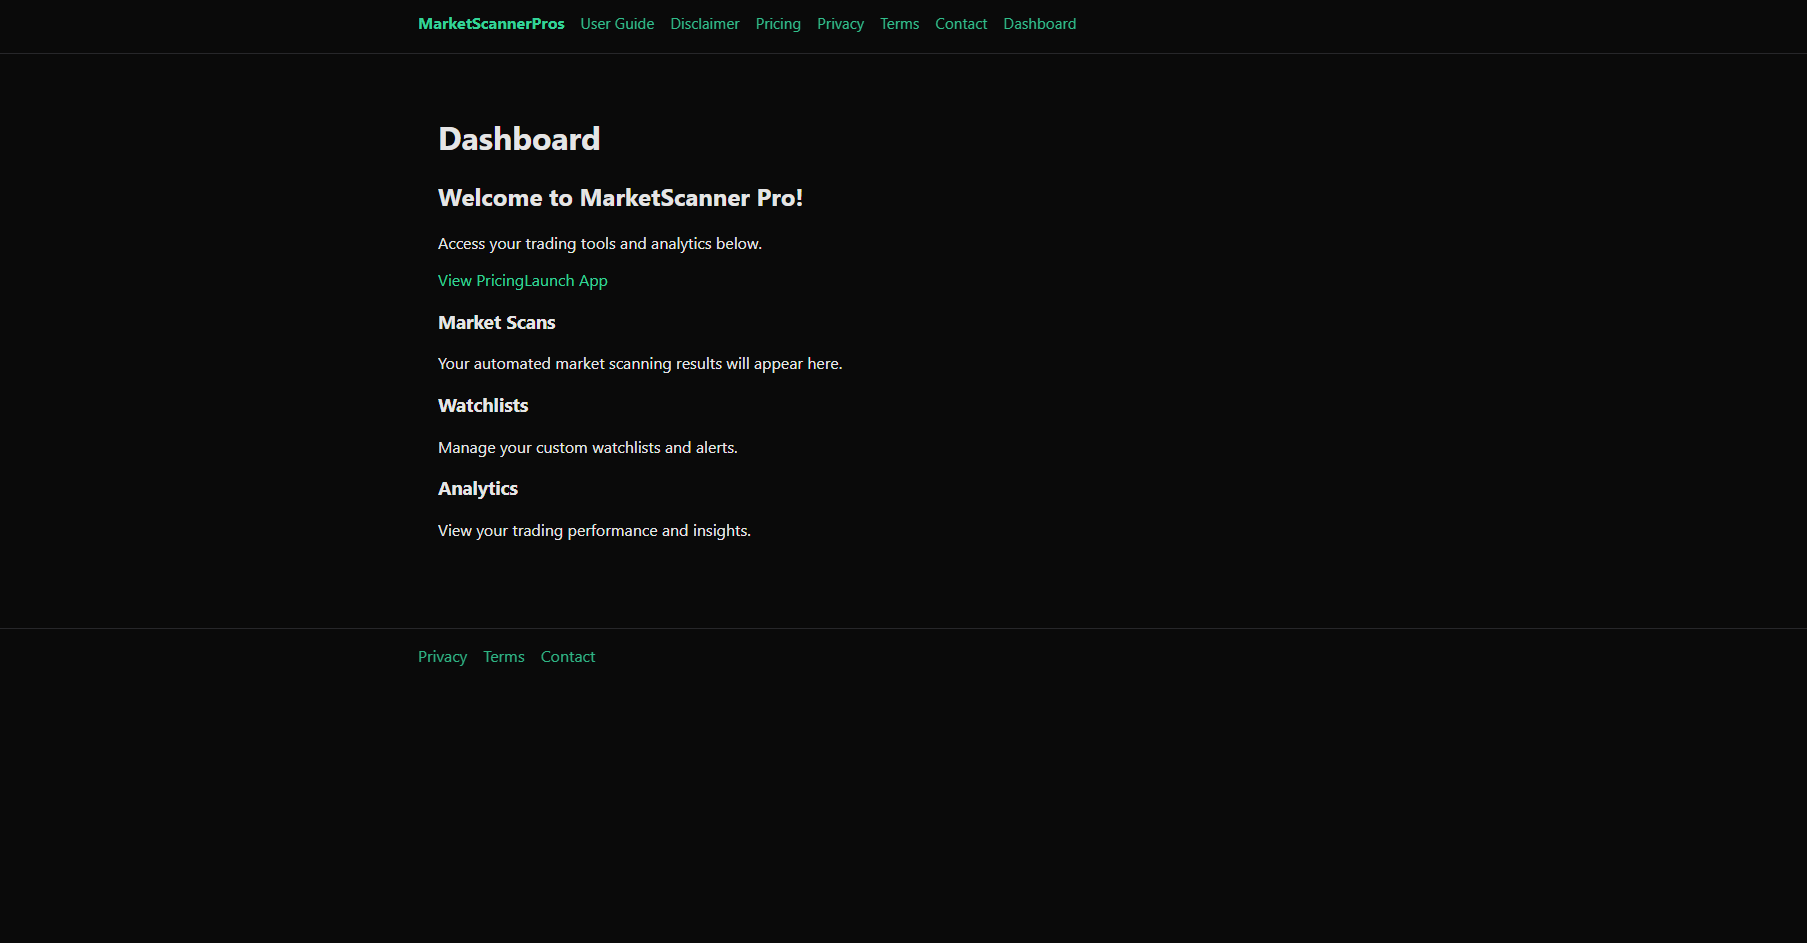 MarketScannerPros User Guide Disclaimer Pricing Privacy Terms Contact Dashboard
Dashboard
Welcome to MarketScanner Pro!
Access your trading tools and analytics below.
View PricingLaunch App
Market Scans
Your automated market scanning results will appear here.
Watchlists
Manage your custom watchlists and alerts.
Analytics
View your trading performance and insights.
Privacy Terms Contact